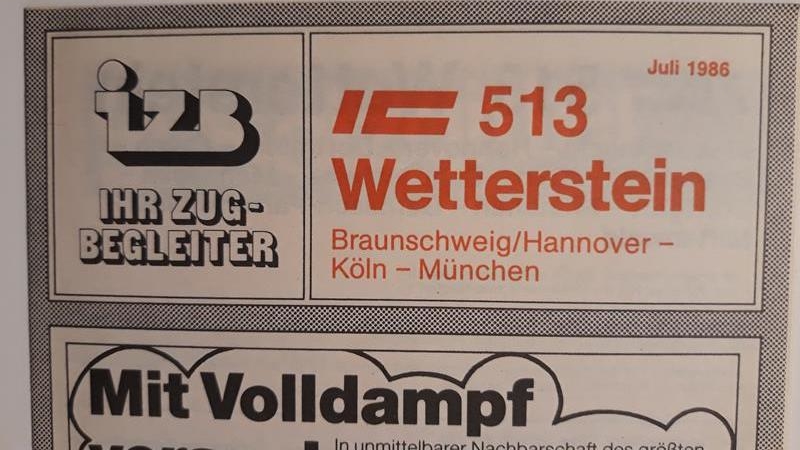 izb
IHR ZUG-
BEGLEITER
Juli 1986
IC 513
Wetterstein
Braunschweig/Hannover –
Köln – München
Mit Volldampf
In unmittelbarer Nachbarschaft des größten